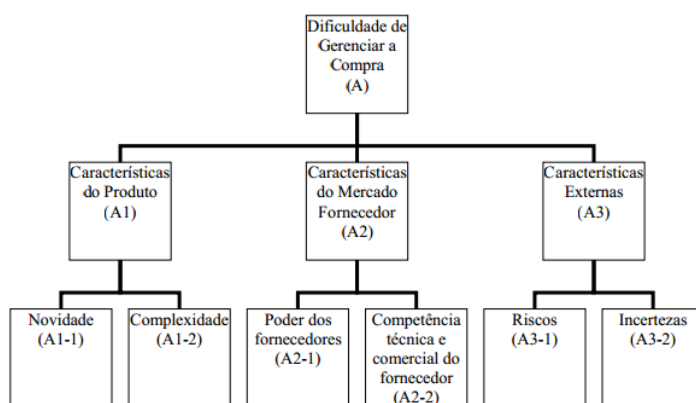 Dificuldade de
Gerenciar a
Compra
(A)
Características
do Produto
(A1)
Características
do Mercado
Fornecedor
(A2)
Características
Externas
(A3)
Novidade
(A1-1)
Complexidade
(A1-2)
Poder dos
fornecedores
(A2-1)
Competência
técnica e
comercial do
fornecedor
(A2-2)
Riscos
(A3-1)
Incertezas
(A3-2)